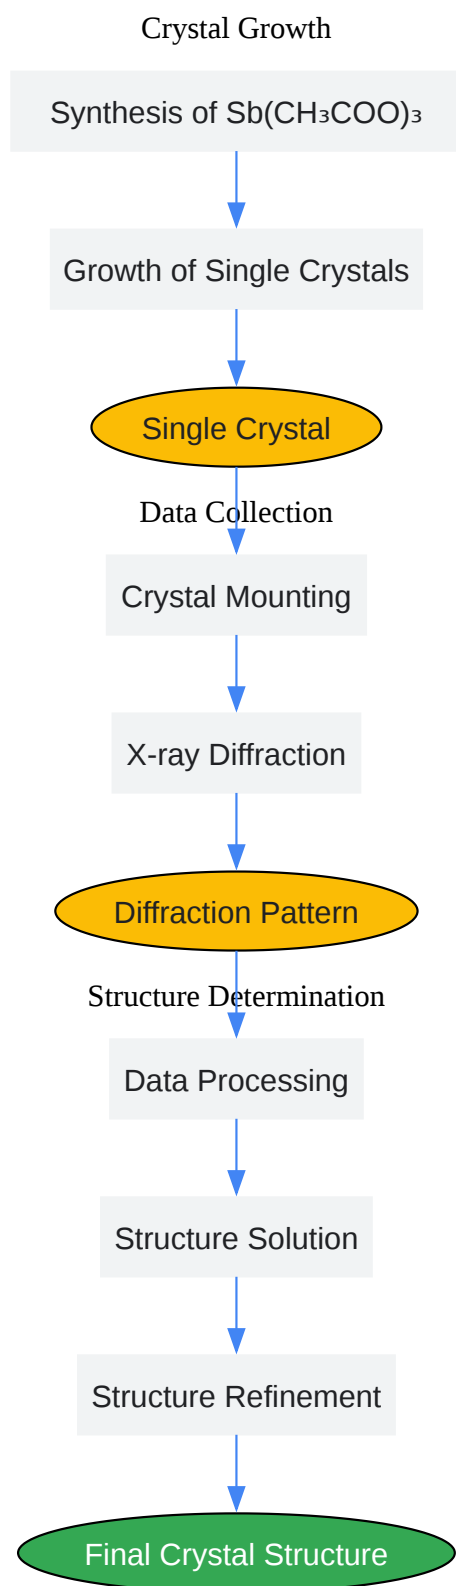 Crystal Growth
Synthesis of Sb(CH₃COO)₃
Growth of Single Crystals
Single Crystal
Data Collection
Crystal Mounting
X-ray Diffraction
Diffraction Pattern
Structure Determination
Data Processing
Structure Solution
Structure Refinement
Final Crystal Structure